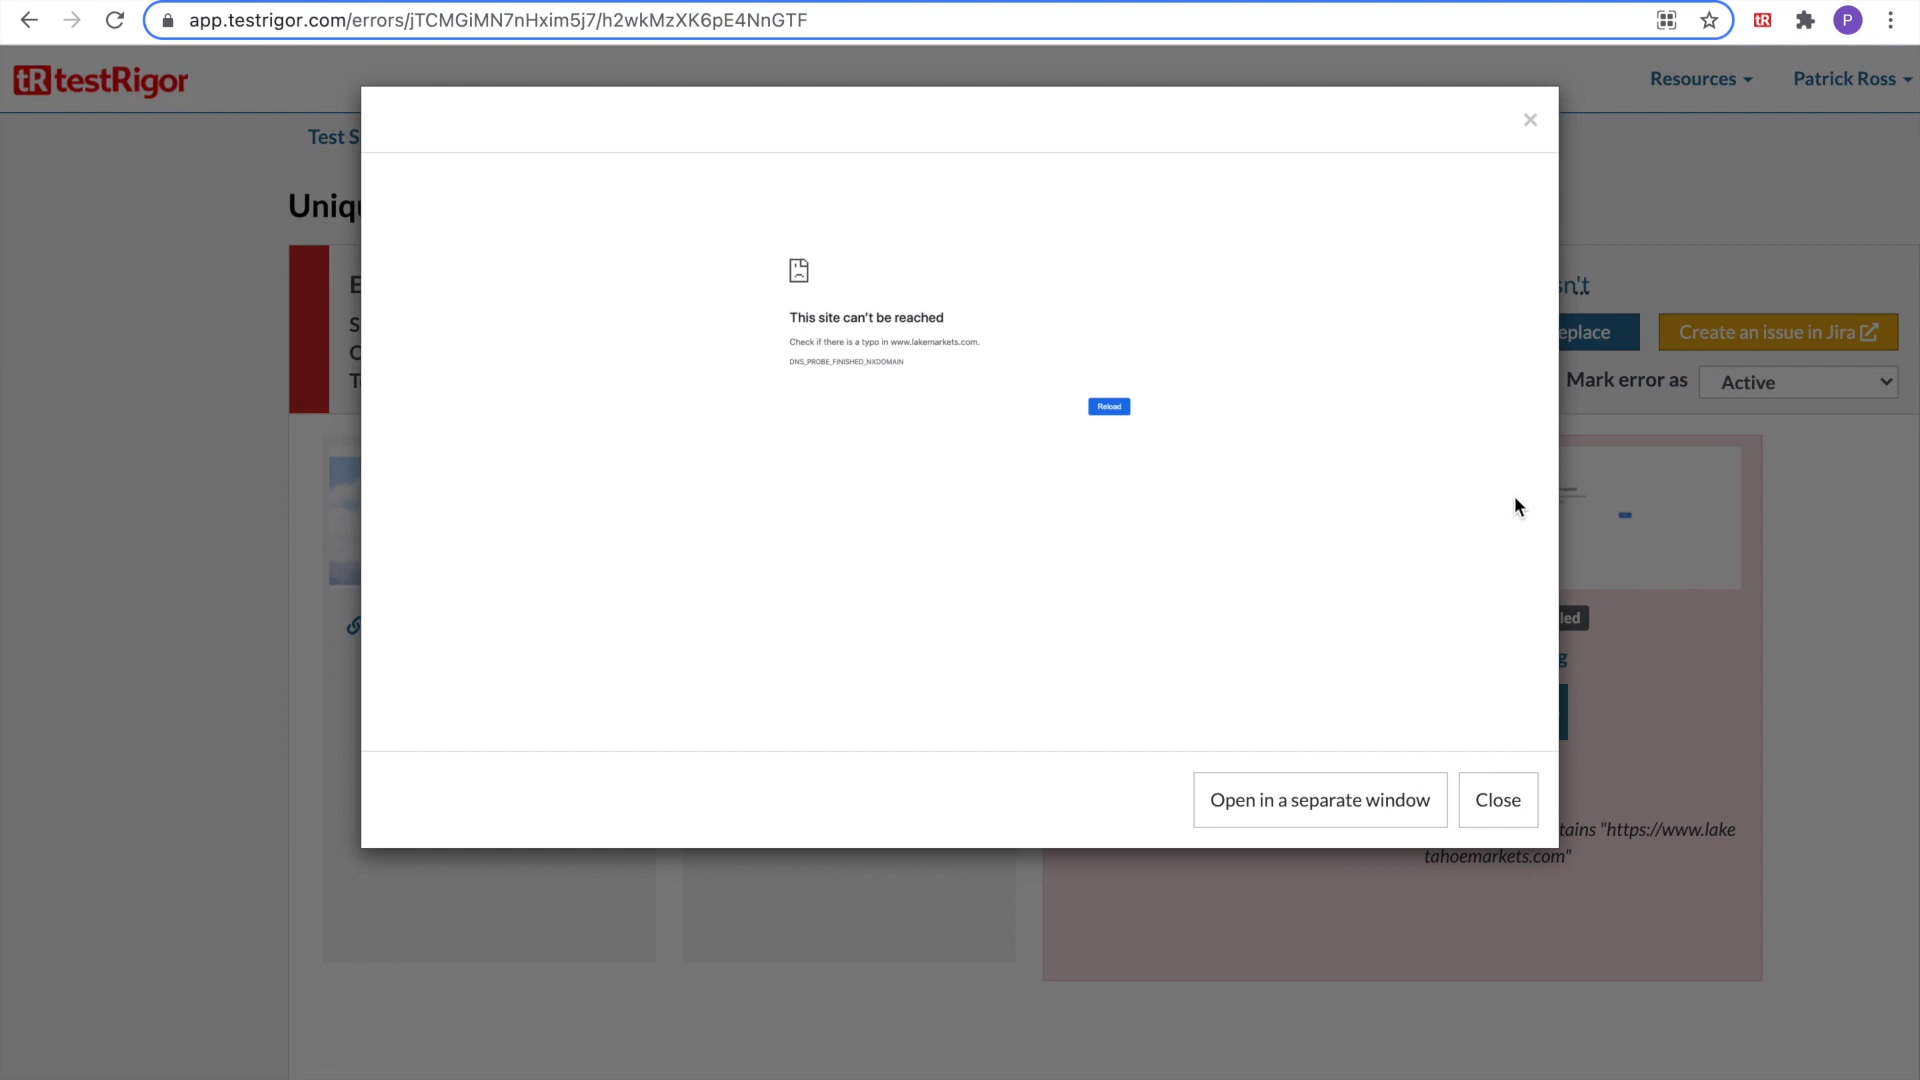 app.testrigor.com/errors/jTCMGiMN7nHxim5j7/h2wkMzXK6pE4NnGTF
tR
P
tR testRigor
Resources
Patrick Ross
Test S
Uniqu
This site can't be reached
Check if there is a typo in www.lakemarkets.com.
DNS_PROBE_FINISHED_NXDOMAIN
Reload
sn't
eplace
Create an issue in Jira
Mark error as
Active
led
g
Open in a separate window
Close
tains "https://www.lake
tahoemarkets.com"